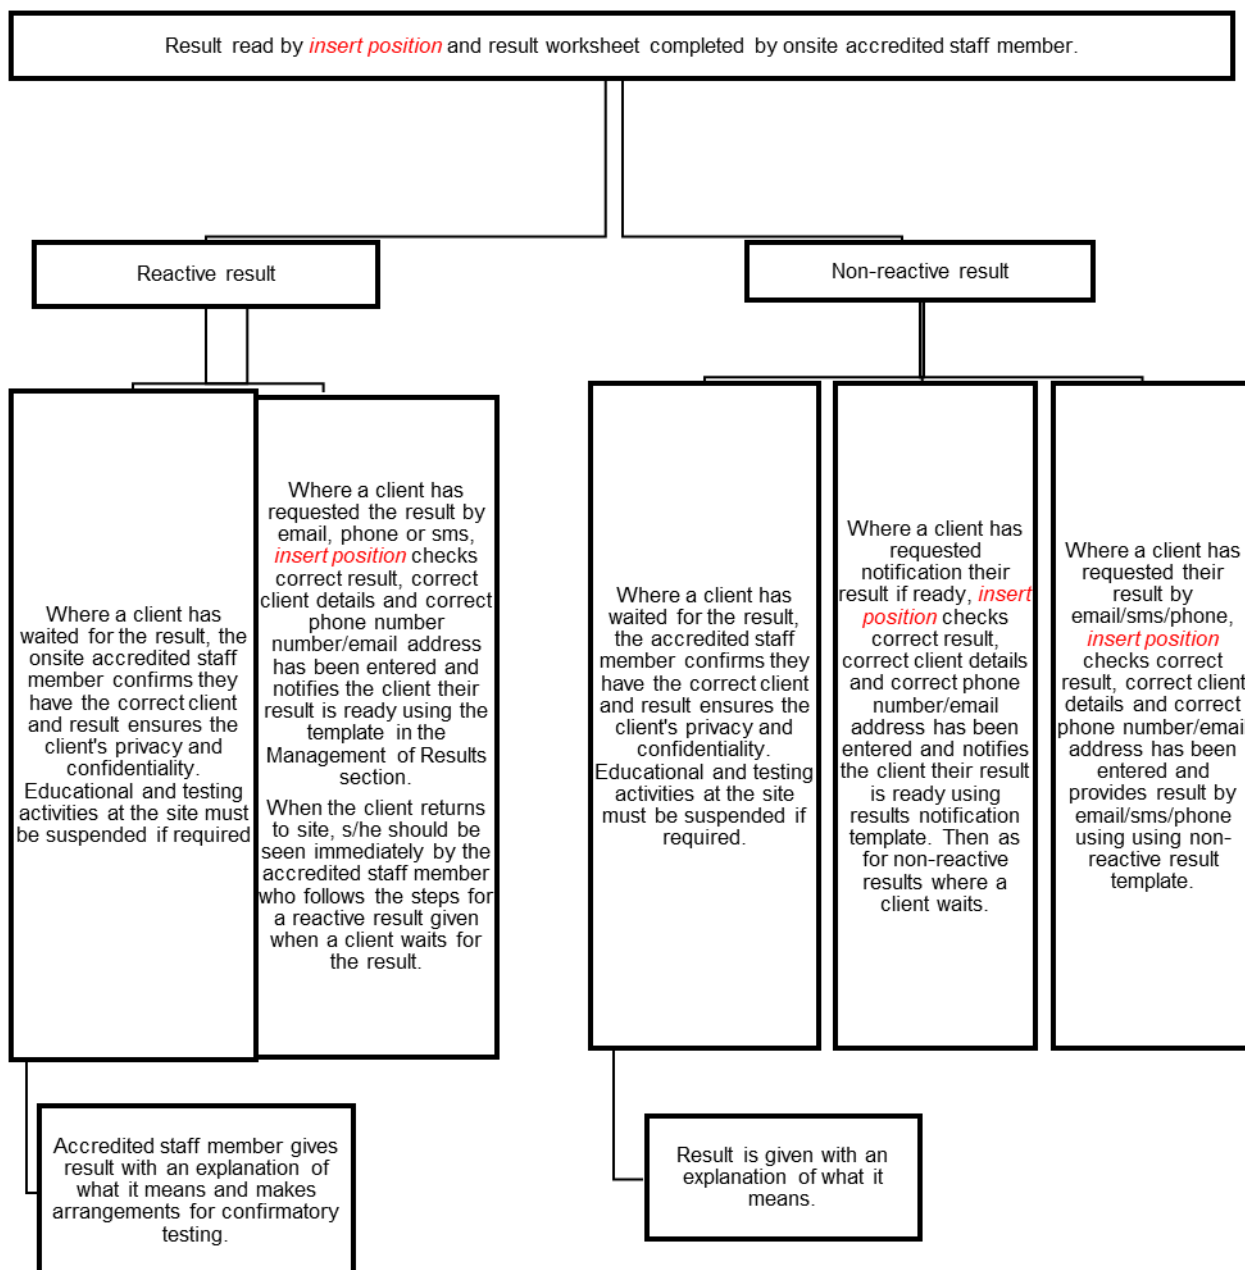 Result read by insert position and result worksheet completed by onsite accredited staff member.
Reactive result
Non-reactive result
Where a client has
waited for the result, the
onsite accredited staff
member confirms they
have the correct client
and result ensures the
client's privacy and
confidentiality.
Educational and testing
activities at the site must
be suspended if required
Where a client has
requested the result by
email, phone or sms,
insert position checks
correct result, correct
client details and correct
phone number
number/email address
has been entered and
notifies the client their
result is ready using the
template in the
Management of Results
section.
When the client returns
to site, s/he should be
seen immediately by the
accredited staff member
who follows the steps for
a reactive result given
when a client waits for
the result.
Where a client has
waited for the result,
the accredited staff
member confirms they
have the correct client
and result ensures the
client's privacy and
confidentiality.
Educational and testing
activities at the site
must be suspended if
required.
Where a client has
requested
notification their
result if ready, insert
position checks
correct result,
correct client details
and correct phone
number/email
address has been
entered and notifies
the client their result
is ready using
results notification
template. Then as
for non-reactive
results where a
client waits.
Where a client has
requested their
result by
email/sms/phone,
insert position
checks correct
result, correct client
details and correct
phone number/email
address has been
entered and
provides result by
email/sms/phone
using using non-
reactive result
template.
Accredited staff member gives
result with an explanation of
what it means and makes
arrangements for confirmatory
testing.
Result is given with an
explanation of what it
means.